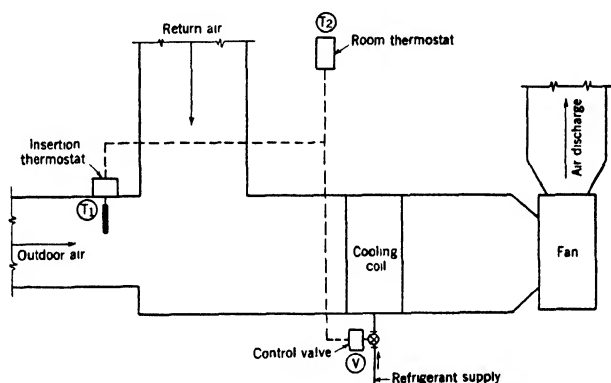 T2
Return air
Room thermostat
Insertion
thermostat
T1
Outdoor air
Cooling
coil
Fan
Air discharge
Control valve
V
Refrigerant supply